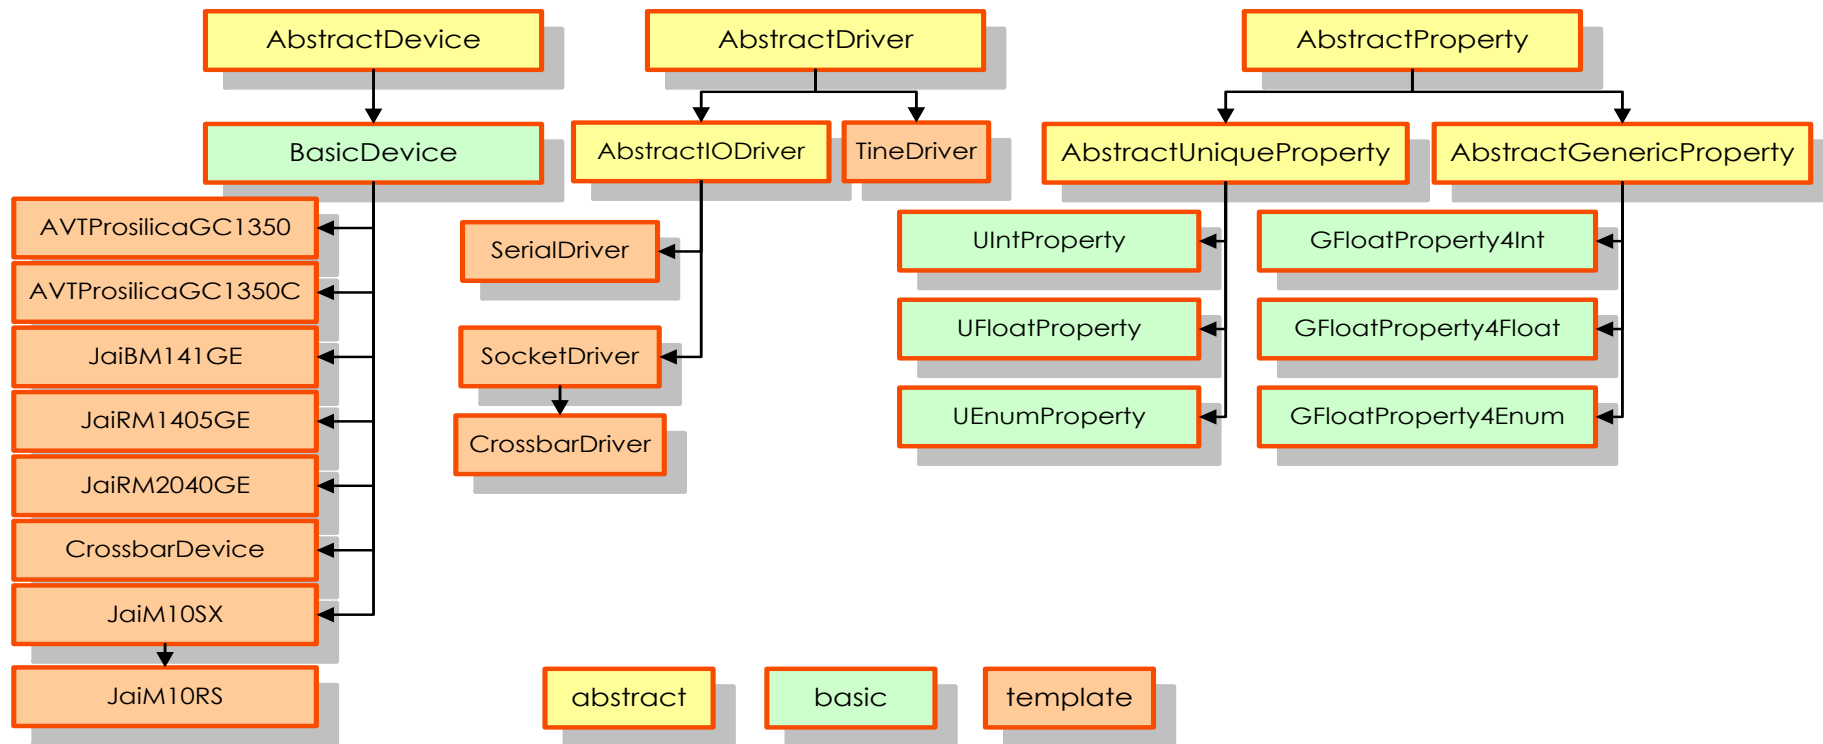 AbstractDevice
AbstractDriver
AbstractProperty
BasicDevice
AbstractIODriver
TineDriver
AbstractUniqueProperty
AbstractGenericProperty
AVTProsilicaGC1350
AVTProsilicaGC1350C
JaiBM141GE
JaiRM1405GE
JaiRM2040GE
CrossbarDevice
JaiM10SX
JaiM10RS
SerialDriver
SocketDriver
CrossbarDriver
UIntProperty
UFloatProperty
UEnumProperty
GFloatProperty4Int
GFloatProperty4Float
GFloatProperty4Enum
abstract
basic
template